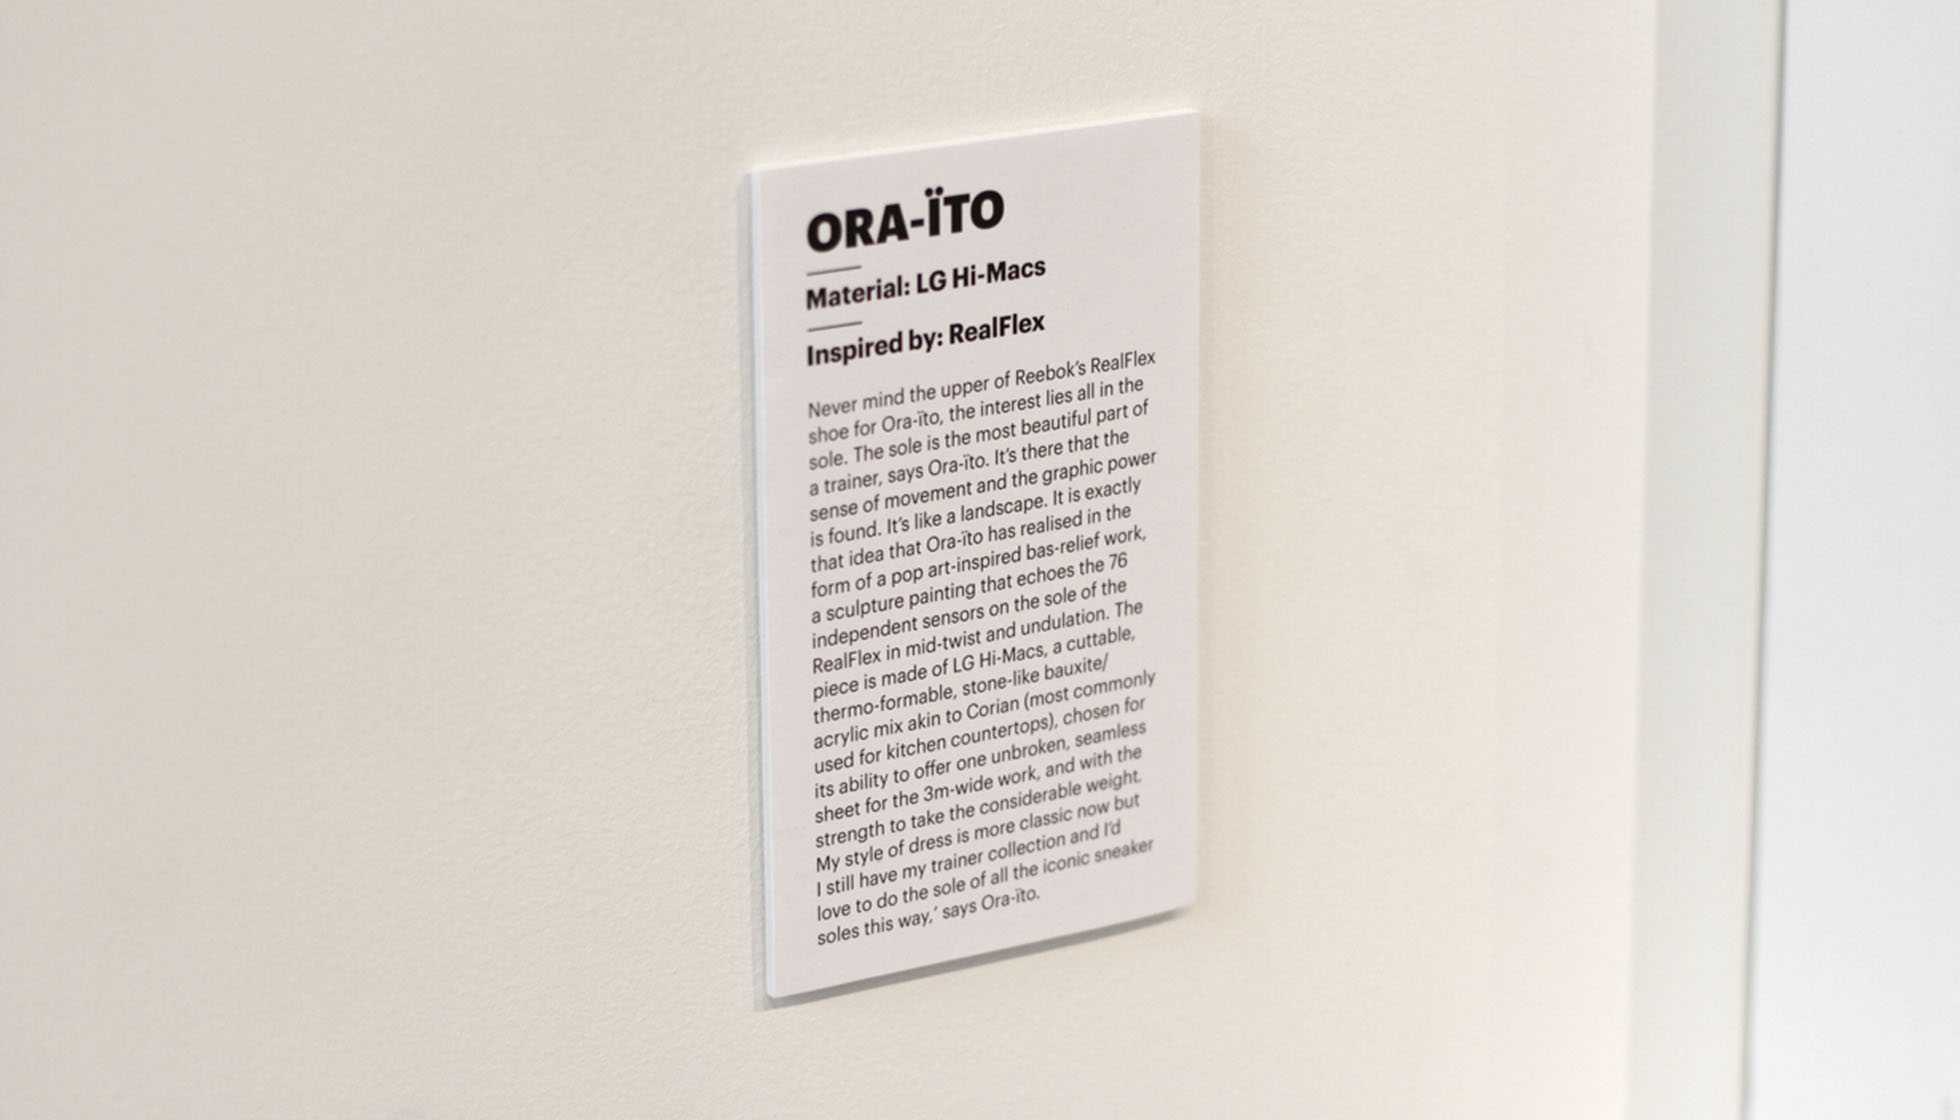 ORA-ÏTO
Material: LG Hi-Macs
Inspired by: RealFlex
Never mind the upper of Reebok’s RealFlex
shoe for Ora-ïto, the interest lies all in the
sole. The sole is the most beautiful part of
a trainer, says Ora-ïto. It’s there that the
sense of movement and the graphic power
is found. It’s like a landscape. It is exactly
that idea that Ora-ïto has realised in the
form of a pop art-inspired bas-relief work,
a sculpture painting that echoes the 76
independent sensors on the sole of the
RealFlex in mid-twist and undulation. The
piece is made of LG Hi-Macs, a cuttable,
thermo-formable, stone-like bauxite/
acrylic mix akin to Corian (most commonly
used for kitchen countertops), chosen for
its ability to offer one unbroken, seamless
sheet for the 3m-wide work, and with the
strength to take the considerable weight.
My style of dress is more classic now but
I still have my trainer collection and I’d
love to do the sole of all the iconic sneaker
soles this way,’ says Ora-ïto.